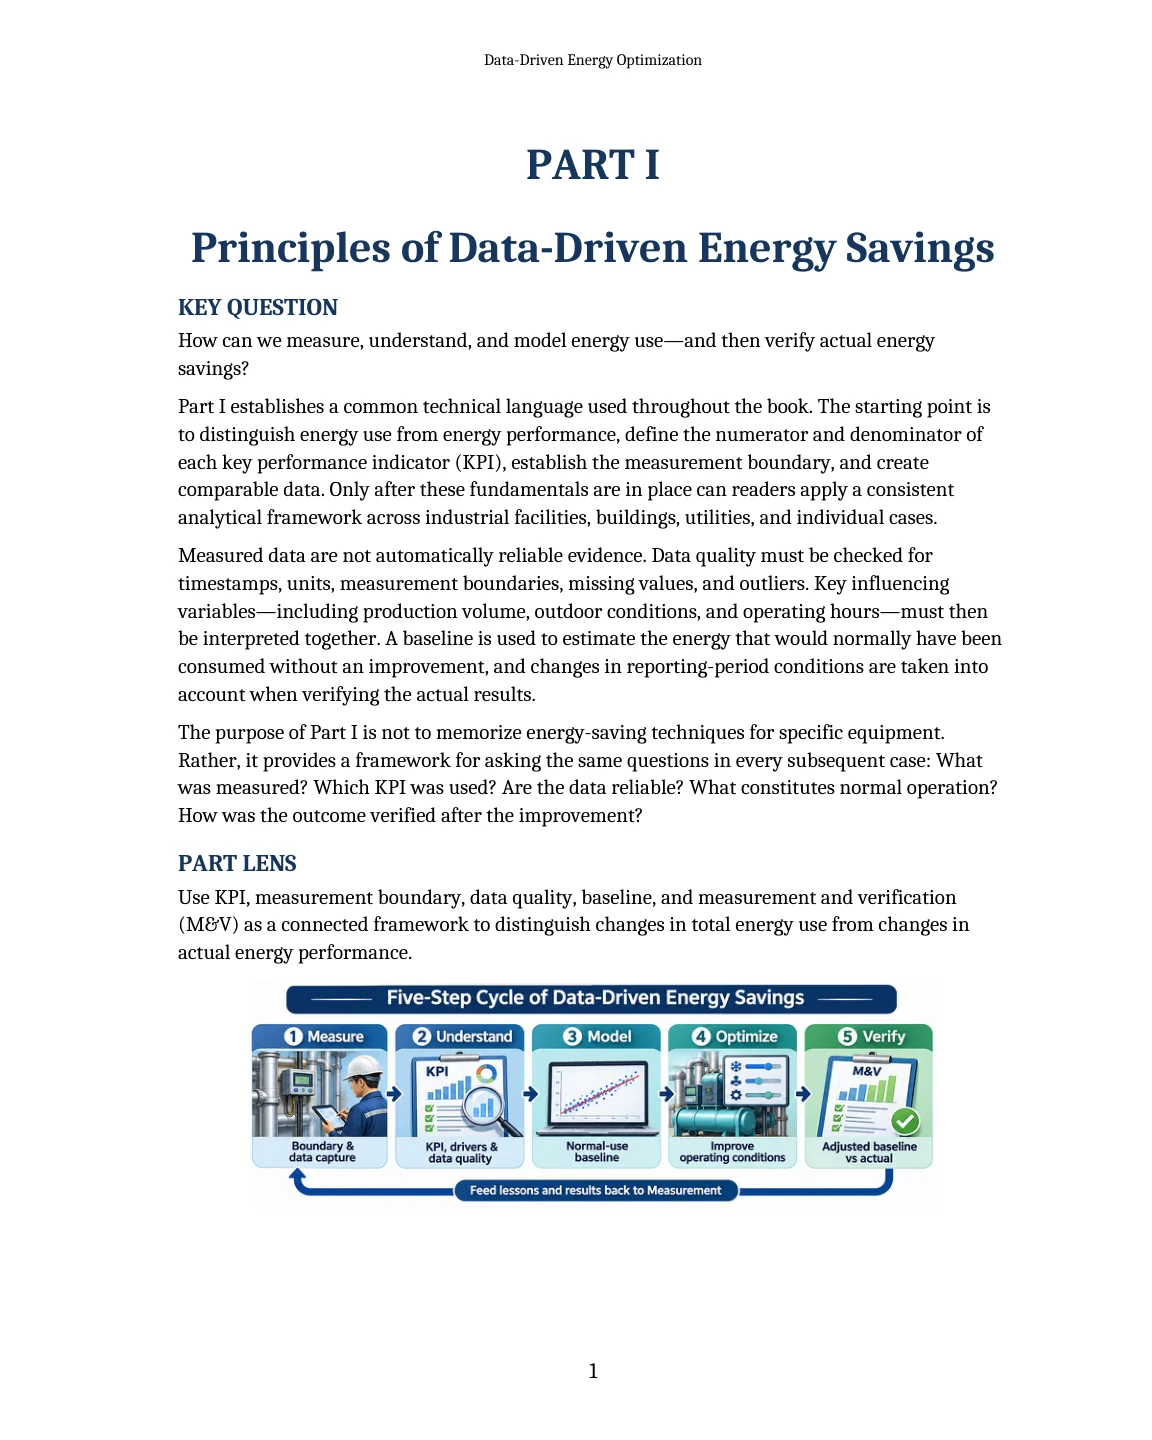 Data-Driven Energy Optimization
PART I
Principles of Data-Driven Energy Savings
KEY QUESTION
How can we measure, understand, and model energy use—and then verify actual energy
savings?
Part I establishes a common technical language used throughout the book. The starting point is
to distinguish energy use from energy performance, define the numerator and denominator of
each key performance indicator (KPI), establish the measurement boundary, and create
comparable data. Only after these fundamentals are in place can readers apply a consistent
analytical framework across industrial facilities, buildings, utilities, and individual cases.
Measured data are not automatically reliable evidence. Data quality must be checked for
timestamps, units, measurement boundaries, missing values, and outliers. Key influencing
variables—including production volume, outdoor conditions, and operating hours—must then
be interpreted together. A baseline is used to estimate the energy that would normally have been
consumed without an improvement, and changes in reporting-period conditions are taken into
account when verifying the actual results.
The purpose of Part I is not to memorize energy-saving techniques for specific equipment.
Rather, it provides a framework for asking the same questions in every subsequent case: What
was measured? Which KPI was used? Are the data reliable? What constitutes normal operation?
How was the outcome verified after the improvement?
PART LENS
Use KPI, measurement boundary, data quality, baseline, and measurement and verification
(M&V) as a connected framework to distinguish changes in total energy use from changes in
actual energy performance.
Five-Step Cycle of Data-Driven Energy Savings
1 Measure
Boundary &
data capture
2 Understand
KPI
KPI, drivers &
data quality
3 Model
Normal-use
baseline
4 Optimize
Improve
operating conditions
5 Verify
M&V
Adjusted baseline
vs actual
Feed lessons and results back to Measurement
1